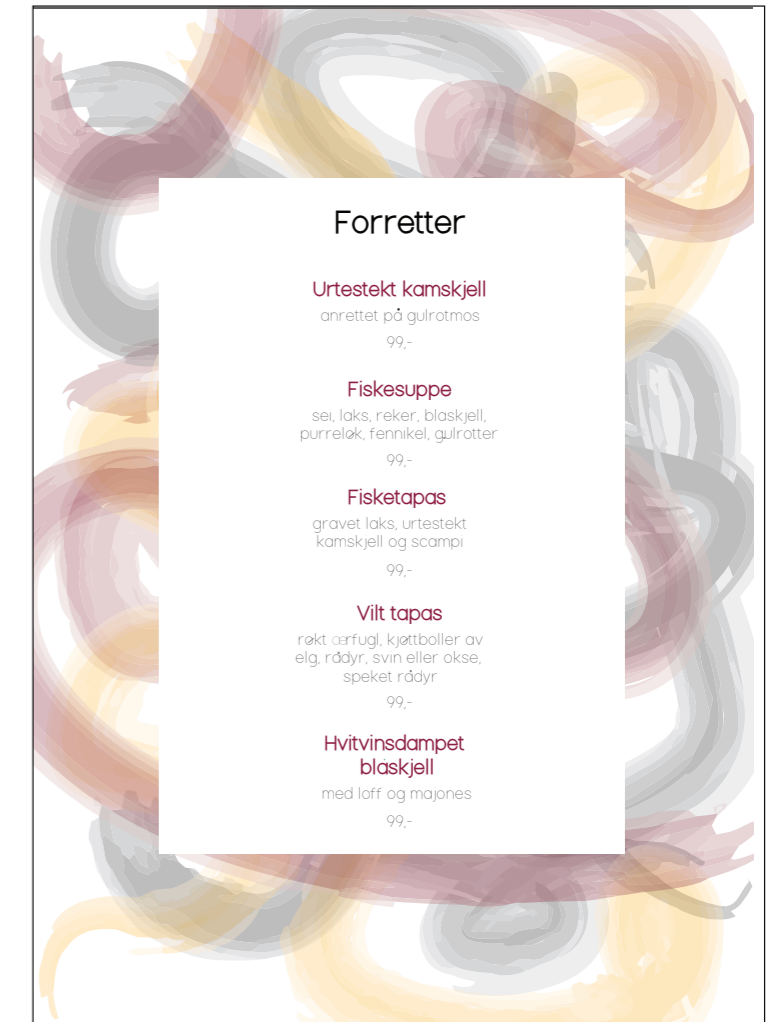 Forretter
Urtestekt kamskjell
anrettet på gulrotmos
99,-
Fiskesuppe
sei, laks, reker, blaskjell,
purreløk, fennikel, gulrotter
99,-
Fisketapas
gravet laks, urtestekt
kamskjell og scampi
99,-
Vilt tapas
røkt ærfugl, kjøttboller av
elg, rådyr, svin eller okse,
speket rådyr
99,-
Hvitvinsdampet
blåskjell
med loff og majones
99,-